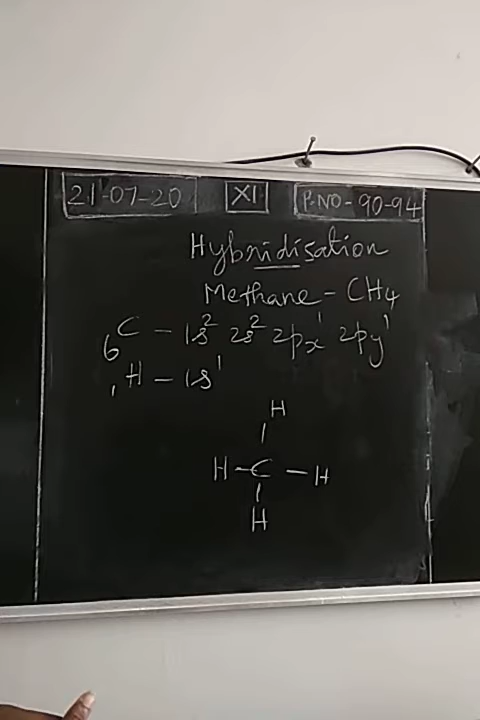 21-07-20 XI P.NO-90-94
Hybridisation
Methane - CH4
6C - 1s2 2s2 2px1 2py1
1H - 1s1
H
H - C - H
H